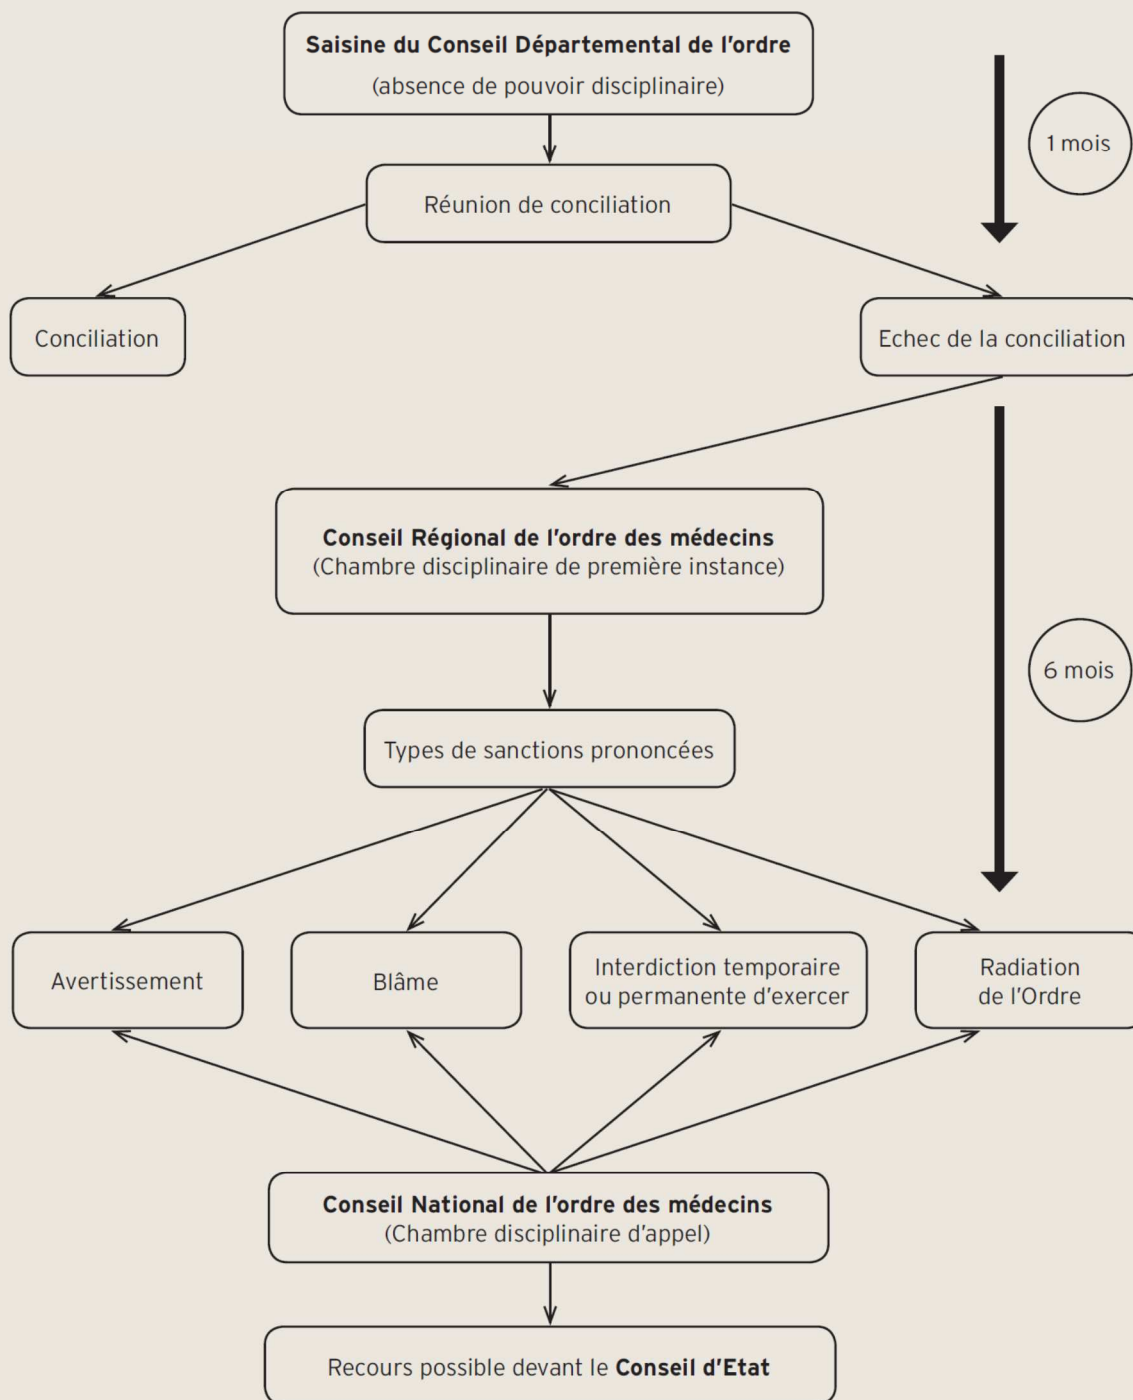 Saisine du Conseil Départemental de l'ordre
(absence de pouvoir disciplinaire)
1 mois
Réunion de conciliation
Conciliation
Echec de la conciliation
Conseil Régional de l'ordre des médecins
(Chambre disciplinaire de première instance)
6 mois
Types de sanctions prononcées
Avertissement
Blâme
Interdiction temporaire
ou permanente d'exercer
Radiation
de l'Ordre
Conseil National de l'ordre des médecins
(Chambre disciplinaire d'appel)
Recours possible devant le Conseil d'Etat